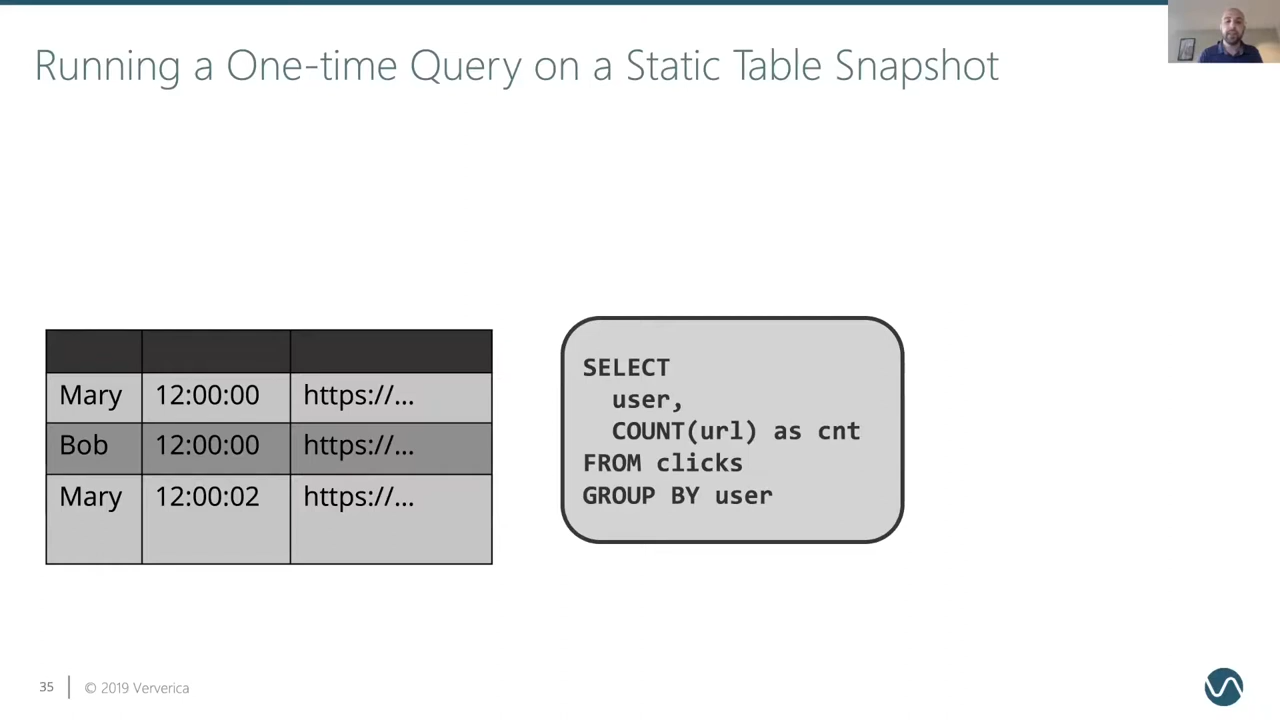 Running a One-time Query on a Static Table Snapshot
Mary 12:00:00 https://...
Bob 12:00:00 https://...
Mary 12:00:02 https://...
SELECT
user,
COUNT(url) as cnt
FROM clicks
GROUP BY user
35 © 2019 Ververica